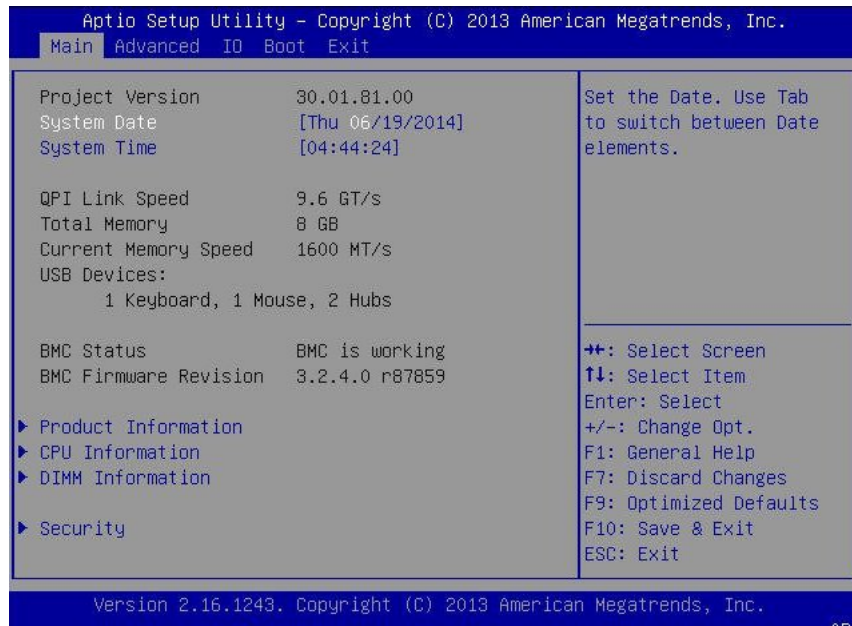 Aptio Setup Utility – Copyright (C) 2013 American Megatrends, Inc.
Main Advanced IO Boot Exit
Project Version 30.01.81.00
System Date [Thu 06/19/2014]
System Time [04:44:24]
QPI Link Speed 9.6 GT/s
Total Memory 8 GB
Current Memory Speed 1600 MT/s
USB Devices:
1 Keyboard, 1 Mouse, 2 Hubs
BMC Status BMC is working
BMC Firmware Revision 3.2.4.0 r87859
Product Information
CPU Information
DIMM Information
Security
Set the Date. Use Tab
to switch between Date
elements.
→←: Select Screen
↑↓: Select Item
Enter: Select
+/-: Change Opt.
F1: General Help
F7: Discard Changes
F9: Optimized Defaults
F10: Save & Exit
ESC: Exit
Version 2.16.1243. Copyright (C) 2013 American Megatrends, Inc.